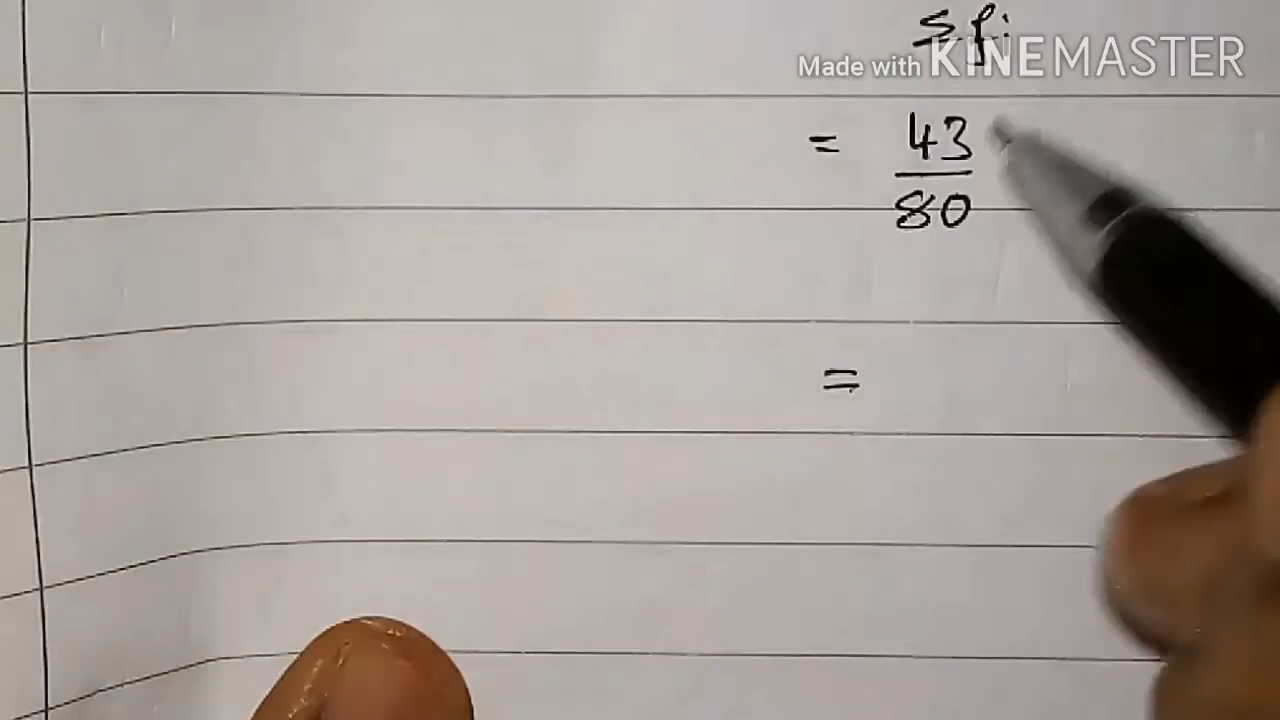 S.f.
Made with KINEMASTER
= 43
80
=